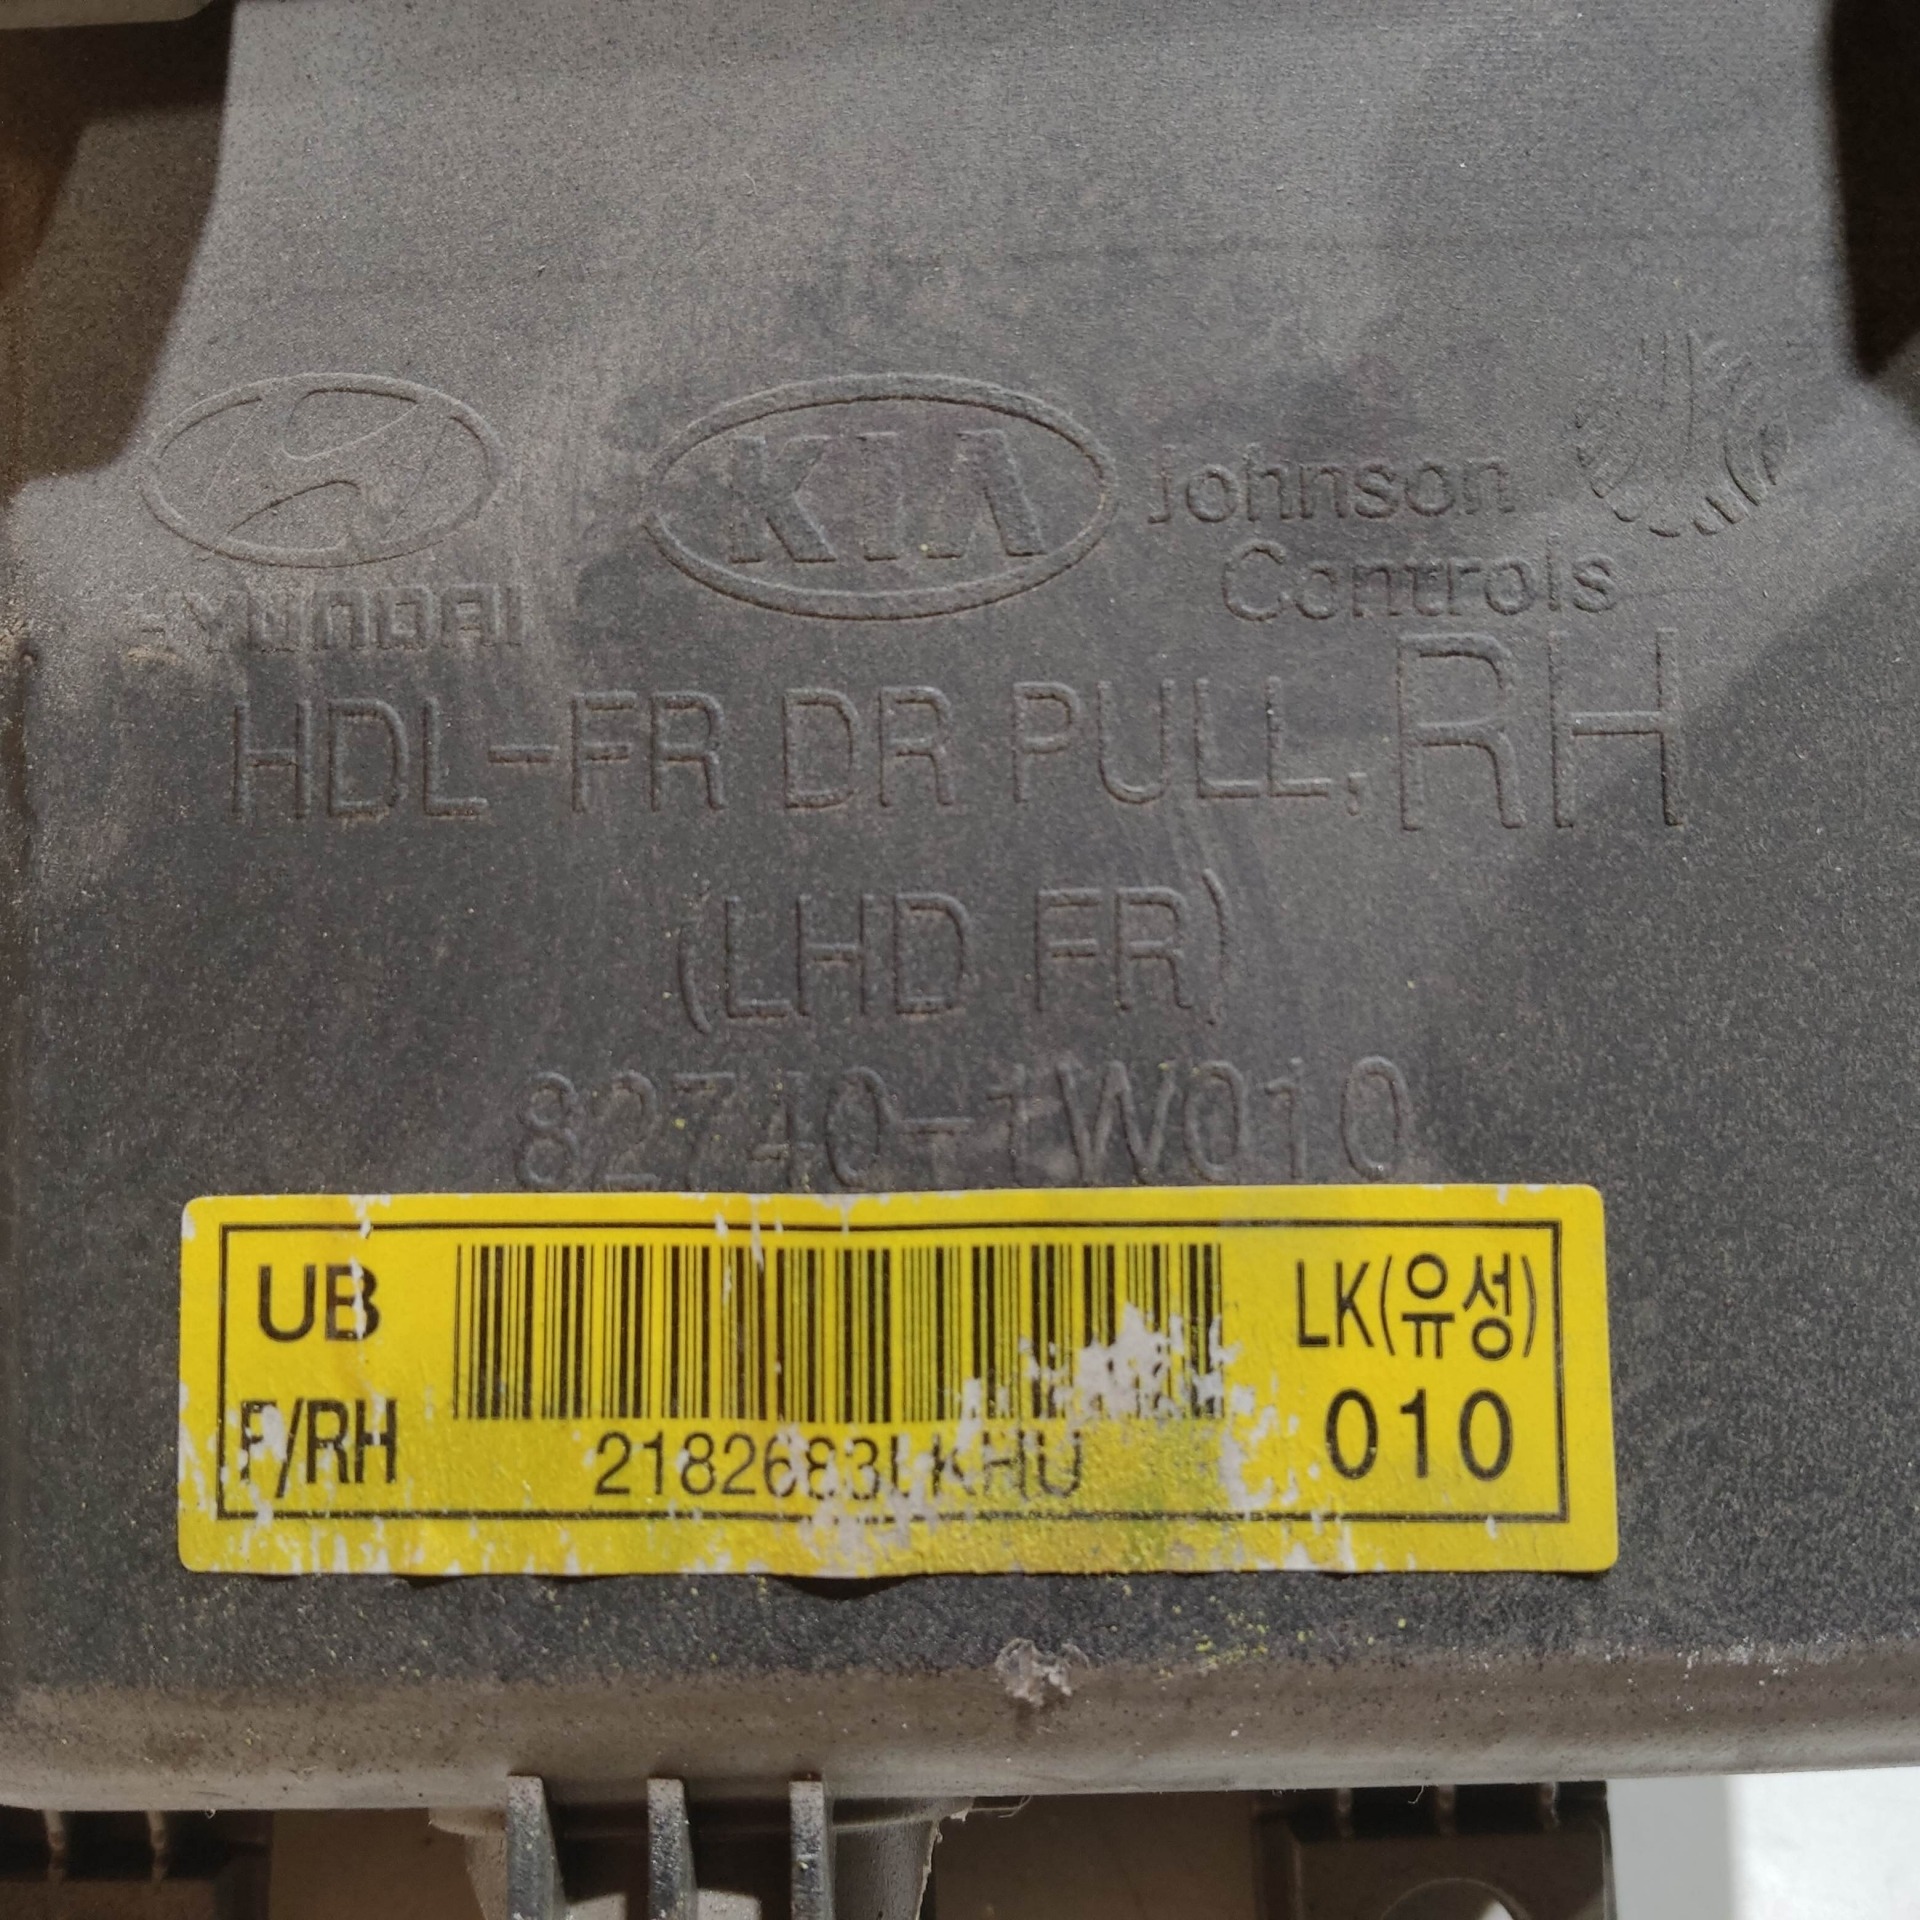 HYUNDAI
KIA
Johnson
Controls
HDL-FR DR PULL, RH
(LHD FR)
82740-1W010
UB
LK(유성)
F/RH
2182683LKHU
010